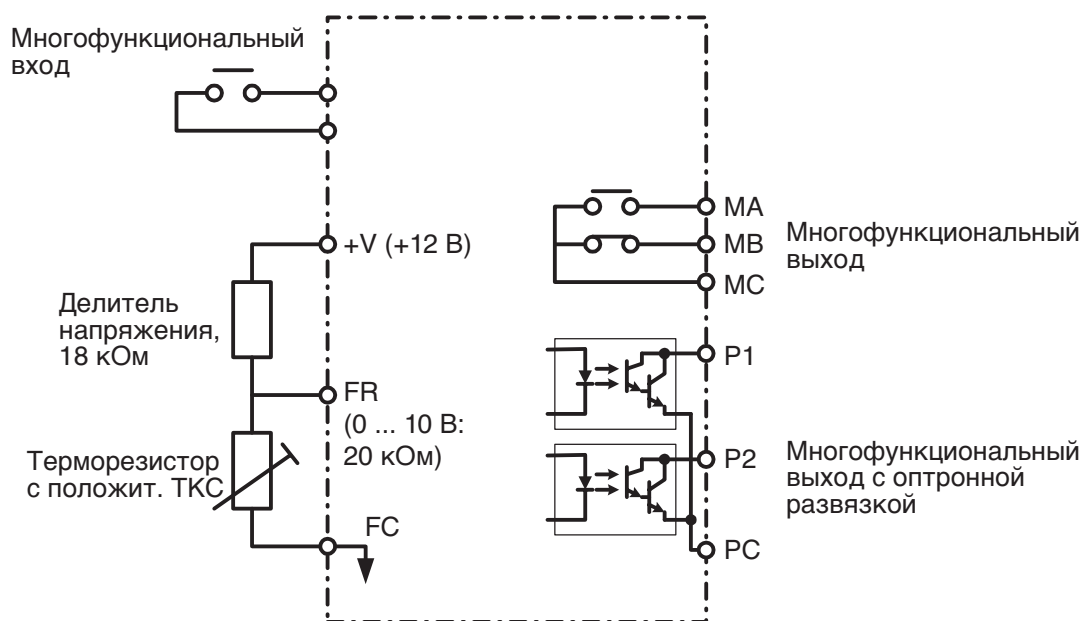 Многофункциональный
вход
+V (+12 В)
Делитель
напряжения,
18 кОм
FR
(0 ... 10 В:
20 кОм)
Терморезистор
с положит. ТКС
FC
MA
MB
MC
Многофункциональный
выход
P1
P2
Многофункциональный
выход с оптронной
развязкой
PC